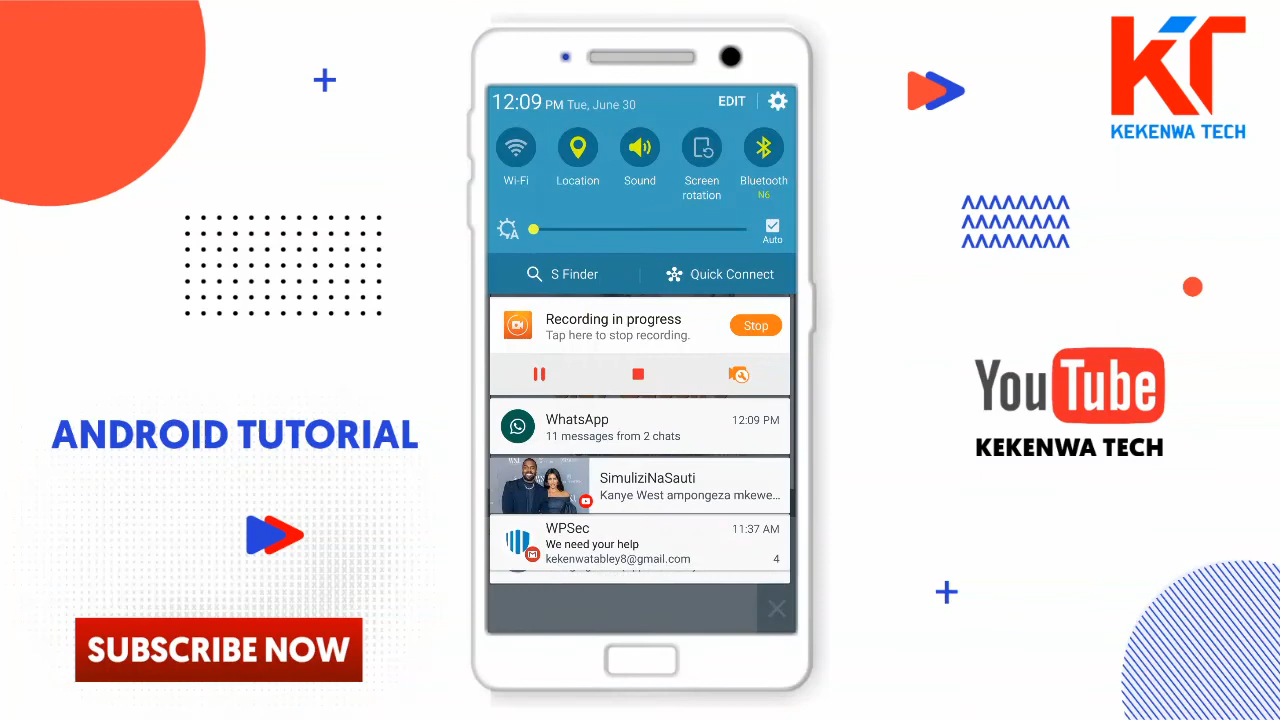 KT
KEKENWA TECH
12:09 PM Tue, June 30
EDIT
Wi-Fi
Location
Sound
Screen
rotation
Bluetooth
N6
A
Auto
S Finder
Quick Connect
Recording in progress
Tap here to stop recording.
Stop
WhatsApp
12:09 PM
11 messages from 2 chats
SimuliziNaSauti
Kanye West ampongeza mkewe...
WPSec
11:37 AM
We need your help
kekenwatabley8@gmail.com
4
ANDROID TUTORIAL
SUBSCRIBE NOW
YouTube
KEKENWA TECH